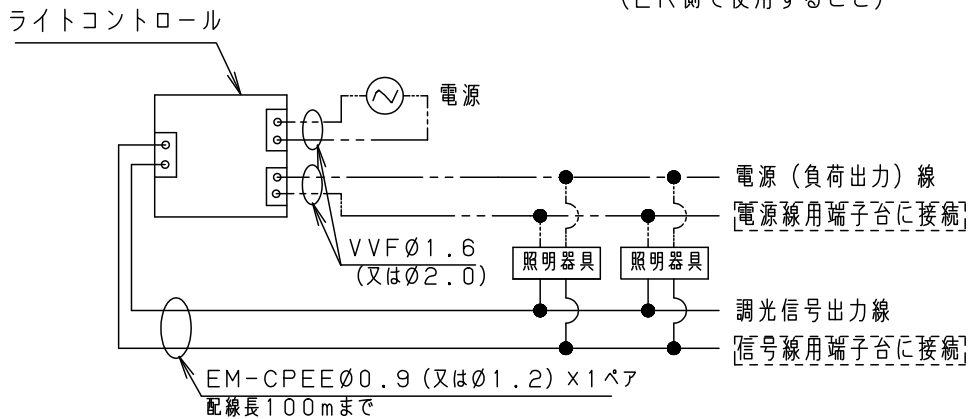 ライトコントロール
電源
電源（負荷出力）線
電源線用端子台に接続
VVFØ1.6
（又はØ2.0）
照明器具
照明器具
調光信号出力線
信号線用端子台に接続
EM-CPEEØ0.9（又はØ1.2）×1ペア
配線長100mまで